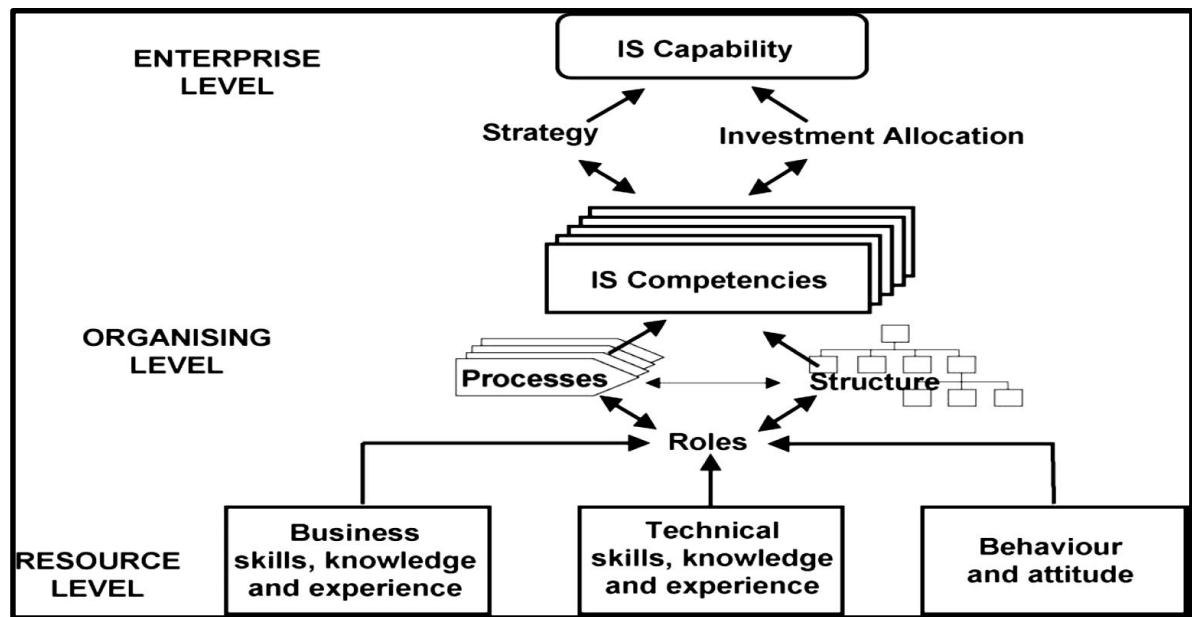 ENTERPRISE
LEVEL
IS Capability
Strategy
Investment Allocation
IS Competencies
ORGANISING
LEVEL
Processes
Structure
Roles
RESOURCE
LEVEL
Business
skills, knowledge
and experience
Technical
skills, knowledge
and experience
Behaviour
and attitude